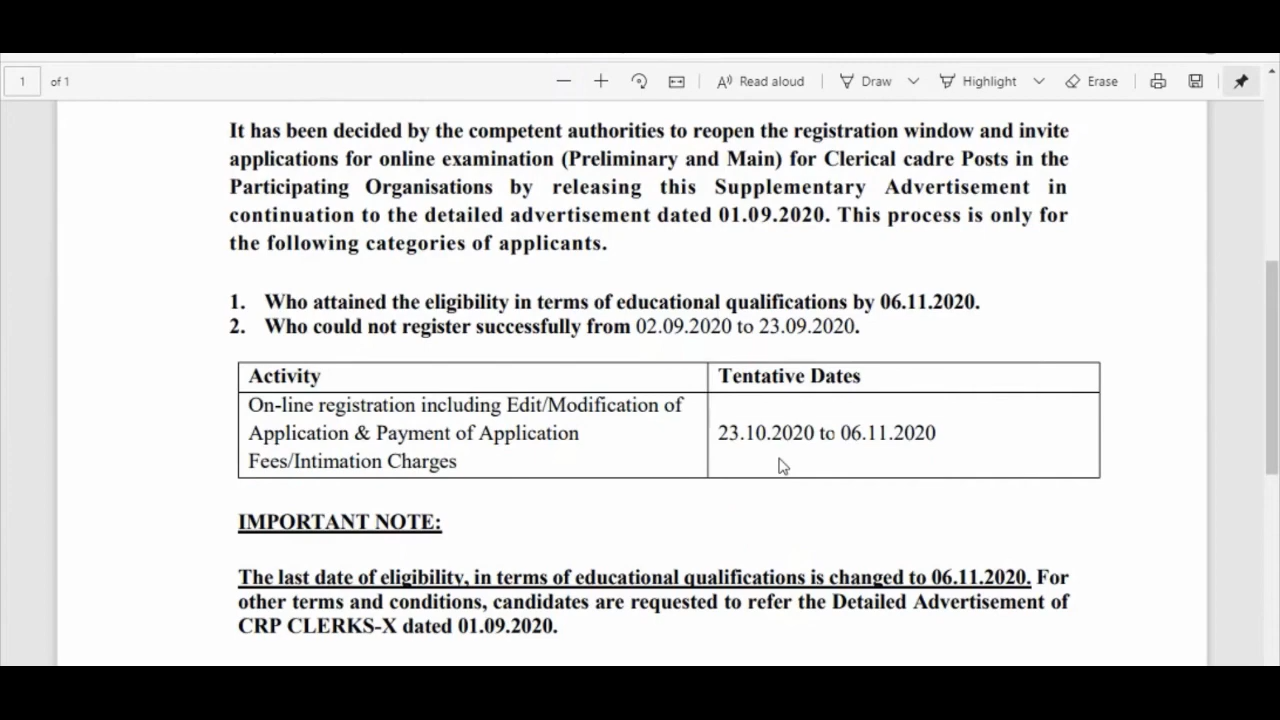 1 of 1 Read aloud Draw Highlight Erase
It has been decided by the competent authorities to reopen the registration window and invite
applications for online examination (Preliminary and Main) for Clerical cadre Posts in the
Participating Organisations by releasing this Supplementary Advertisement in
continuation to the detailed advertisement dated 01.09.2020. This process is only for
the following categories of applicants.
1. Who attained the eligibility in terms of educational qualifications by 06.11.2020.
2. Who could not register successfully from 02.09.2020 to 23.09.2020.
Activity Tentative Dates
On-line registration including Edit/Modification of
Application & Payment of Application 23.10.2020 to 06.11.2020
Fees/Intimation Charges
IMPORTANT NOTE:
The last date of eligibility, in terms of educational qualifications is changed to 06.11.2020. For
other terms and conditions, candidates are requested to refer the Detailed Advertisement of
CRP CLERKS-X dated 01.09.2020.